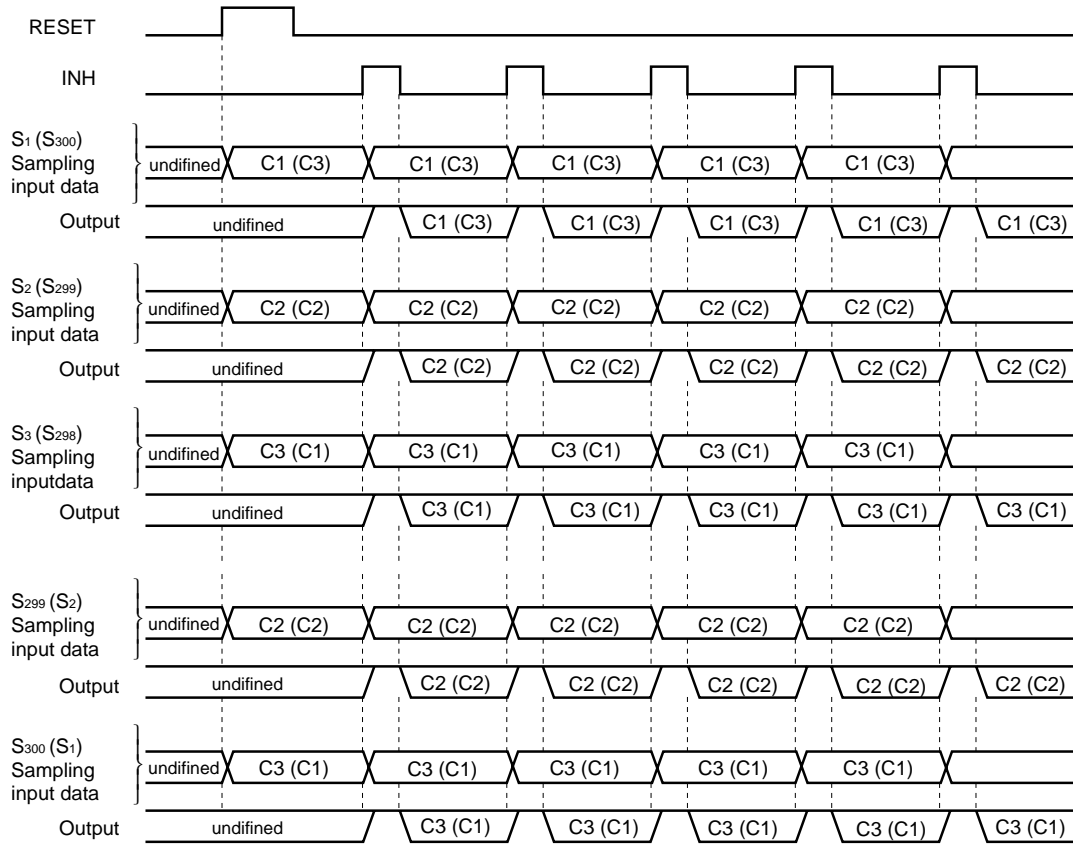 RESET
INH
S1 (S300)
Sampling
input data
undifined C1 (C3) C1 (C3) C1 (C3) C1 (C3) C1 (C3)
Output undifined C1 (C3) C1 (C3) C1 (C3) C1 (C3) C1 (C3)
S2 (S299)
Sampling
input data
undifined C2 (C2) C2 (C2) C2 (C2) C2 (C2) C2 (C2)
Output undifined C2 (C2) C2 (C2) C2 (C2) C2 (C2) C2 (C2)
S3 (S298)
Sampling
inputdata
undifined C3 (C1) C3 (C1) C3 (C1) C3 (C1) C3 (C1)
Output undifined C3 (C1) C3 (C1) C3 (C1) C3 (C1) C3 (C1)
S299 (S2)
Sampling
input data
undifined C2 (C2) C2 (C2) C2 (C2) C2 (C2) C2 (C2)
Output undifined C2 (C2) C2 (C2) C2 (C2) C2 (C2) C2 (C2)
S300 (S1)
Sampling
input data
undifined C3 (C1) C3 (C1) C3 (C1) C3 (C1) C3 (C1)
Output undifined C3 (C1) C3 (C1) C3 (C1) C3 (C1) C3 (C1)